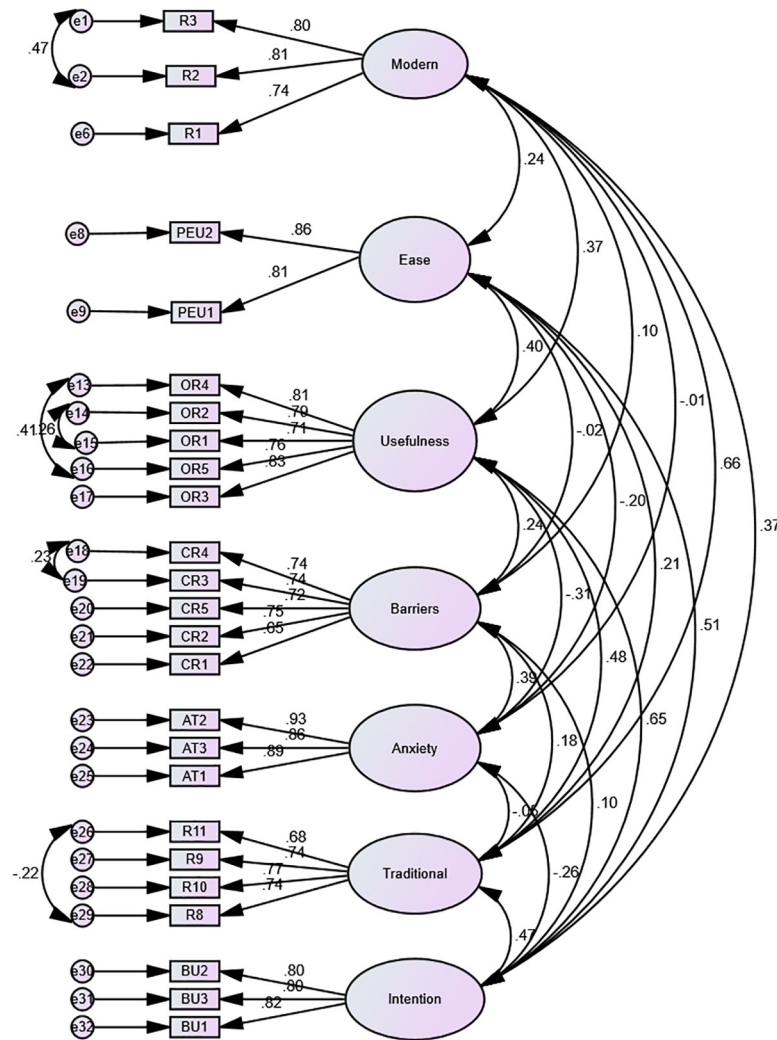 e1 R3 .80
.47 Modern
e2 R2 .81
.74
e6 R1
.24
e8 PEU2 .86
Ease .37
.81
e9 PEU1
.10
.40
e13 OR4 .81
-.01
e14 OR2 .79
.41 .26 e15 OR1 .71 Usefulness -.02
e16 OR5 .76
.66
e17 OR3 .83
-.20
.24 .37
e18 CR4 .74
.23 .21
e19 CR3 .74
e20 CR5 .72 Barriers -.31
e21 CR2 .75
.51
e22 CR1 .65
.48
.39
e23 AT2 .93 .65
e24 AT3 .86 Anxiety .18
e25 AT1 .89
.10
-.05
e26 R11 .68
e27 R9 .74
-.22 Traditional -.26
e28 R10 .77
e29 R8 .74
.47
e30 BU2 .80
e31 BU3 .80 Intention
e32 BU1 .82